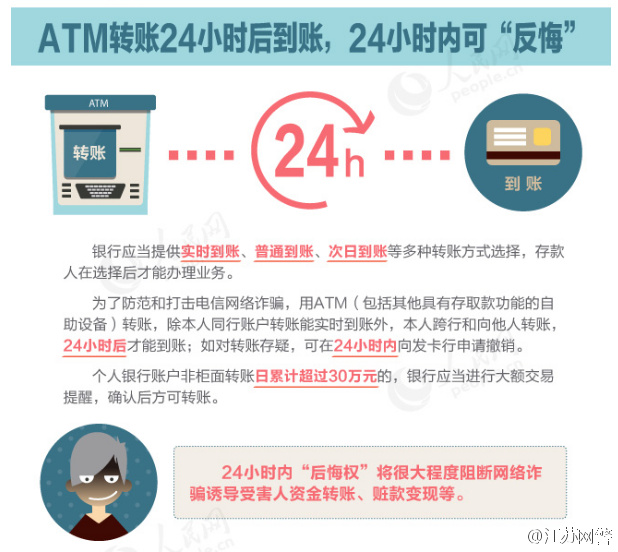 ATM转账24小时后到账，24小时内可“反悔”
人民网
people.cn
ATM
转账
24h
到账
人民网
银行应当提供实时到账、普通到账、次日到账等多种转账方式选择，存款
人在选择后才能办理业务。
为了防范和打击电信网络诈骗，用ATM（包括其他具有存取款功能的自
助设备）转账，除本人同行账户转账能实时到账外，本人跨行和向他人转账，
24小时后才能到账；如对转账存疑，可在24小时内向发卡行申请撤销。
个人银行账户非柜面转账日累计超过30万元的，银行应当进行大额交易
提醒，确认后方可转账。
24小时内“后悔权”将很大程度阻断网络诈
骗诱导受害人资金转账、赃款变现等。
@江苏网警